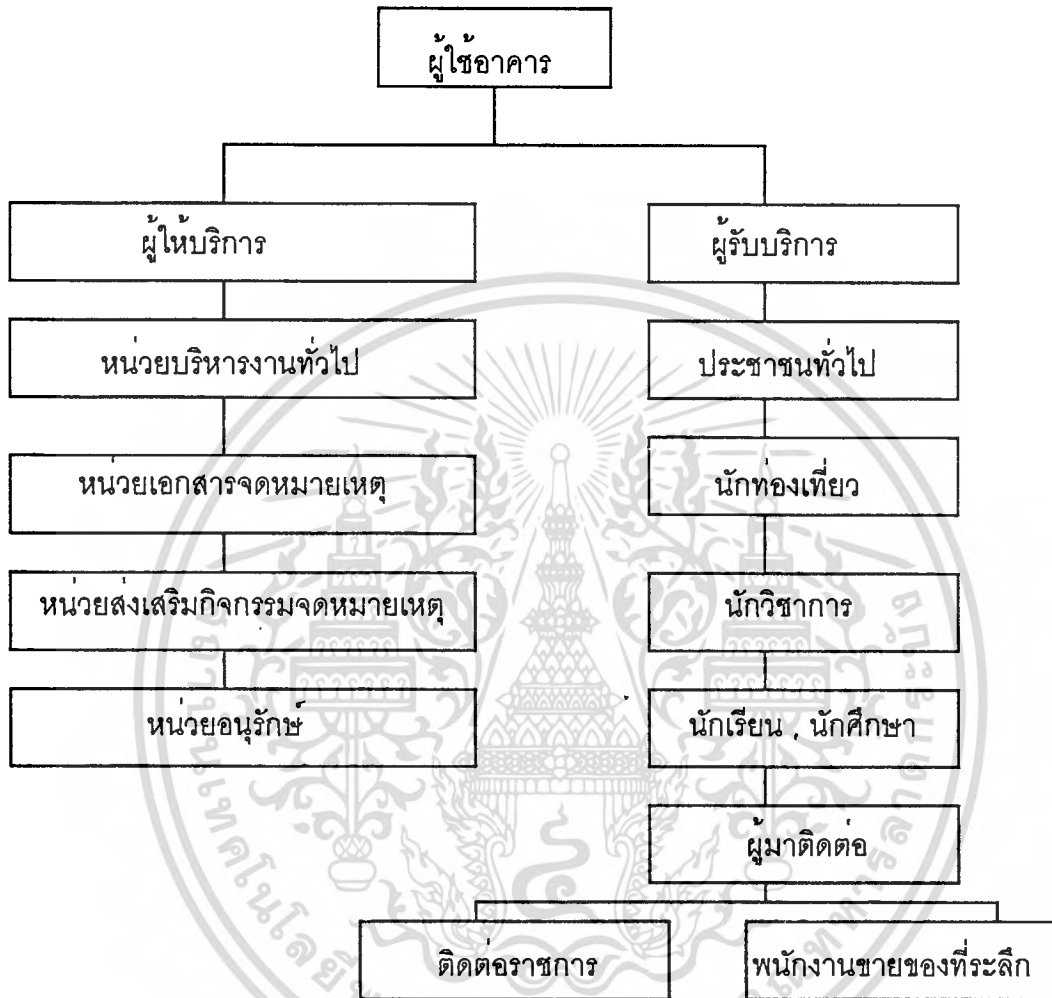 ผู้ใช้อาคาร
ผู้ให้บริการ
ผู้รับบริการ
หน่วยบริหารงานทั่วไป
ประชาชนทั่วไป
หน่วยเอกสารจดหมายเหตุ
นักท่องเที่ยว
หน่วยส่งเสริมกิจกรรมจดหมายเหตุ
นักวิชาการ
หน่วยอนุรักษ์
นักเรียน , นักศึกษา
ผู้มาติดต่อ
ติดต่อราชการ
พนักงานขายของที่ระลึก